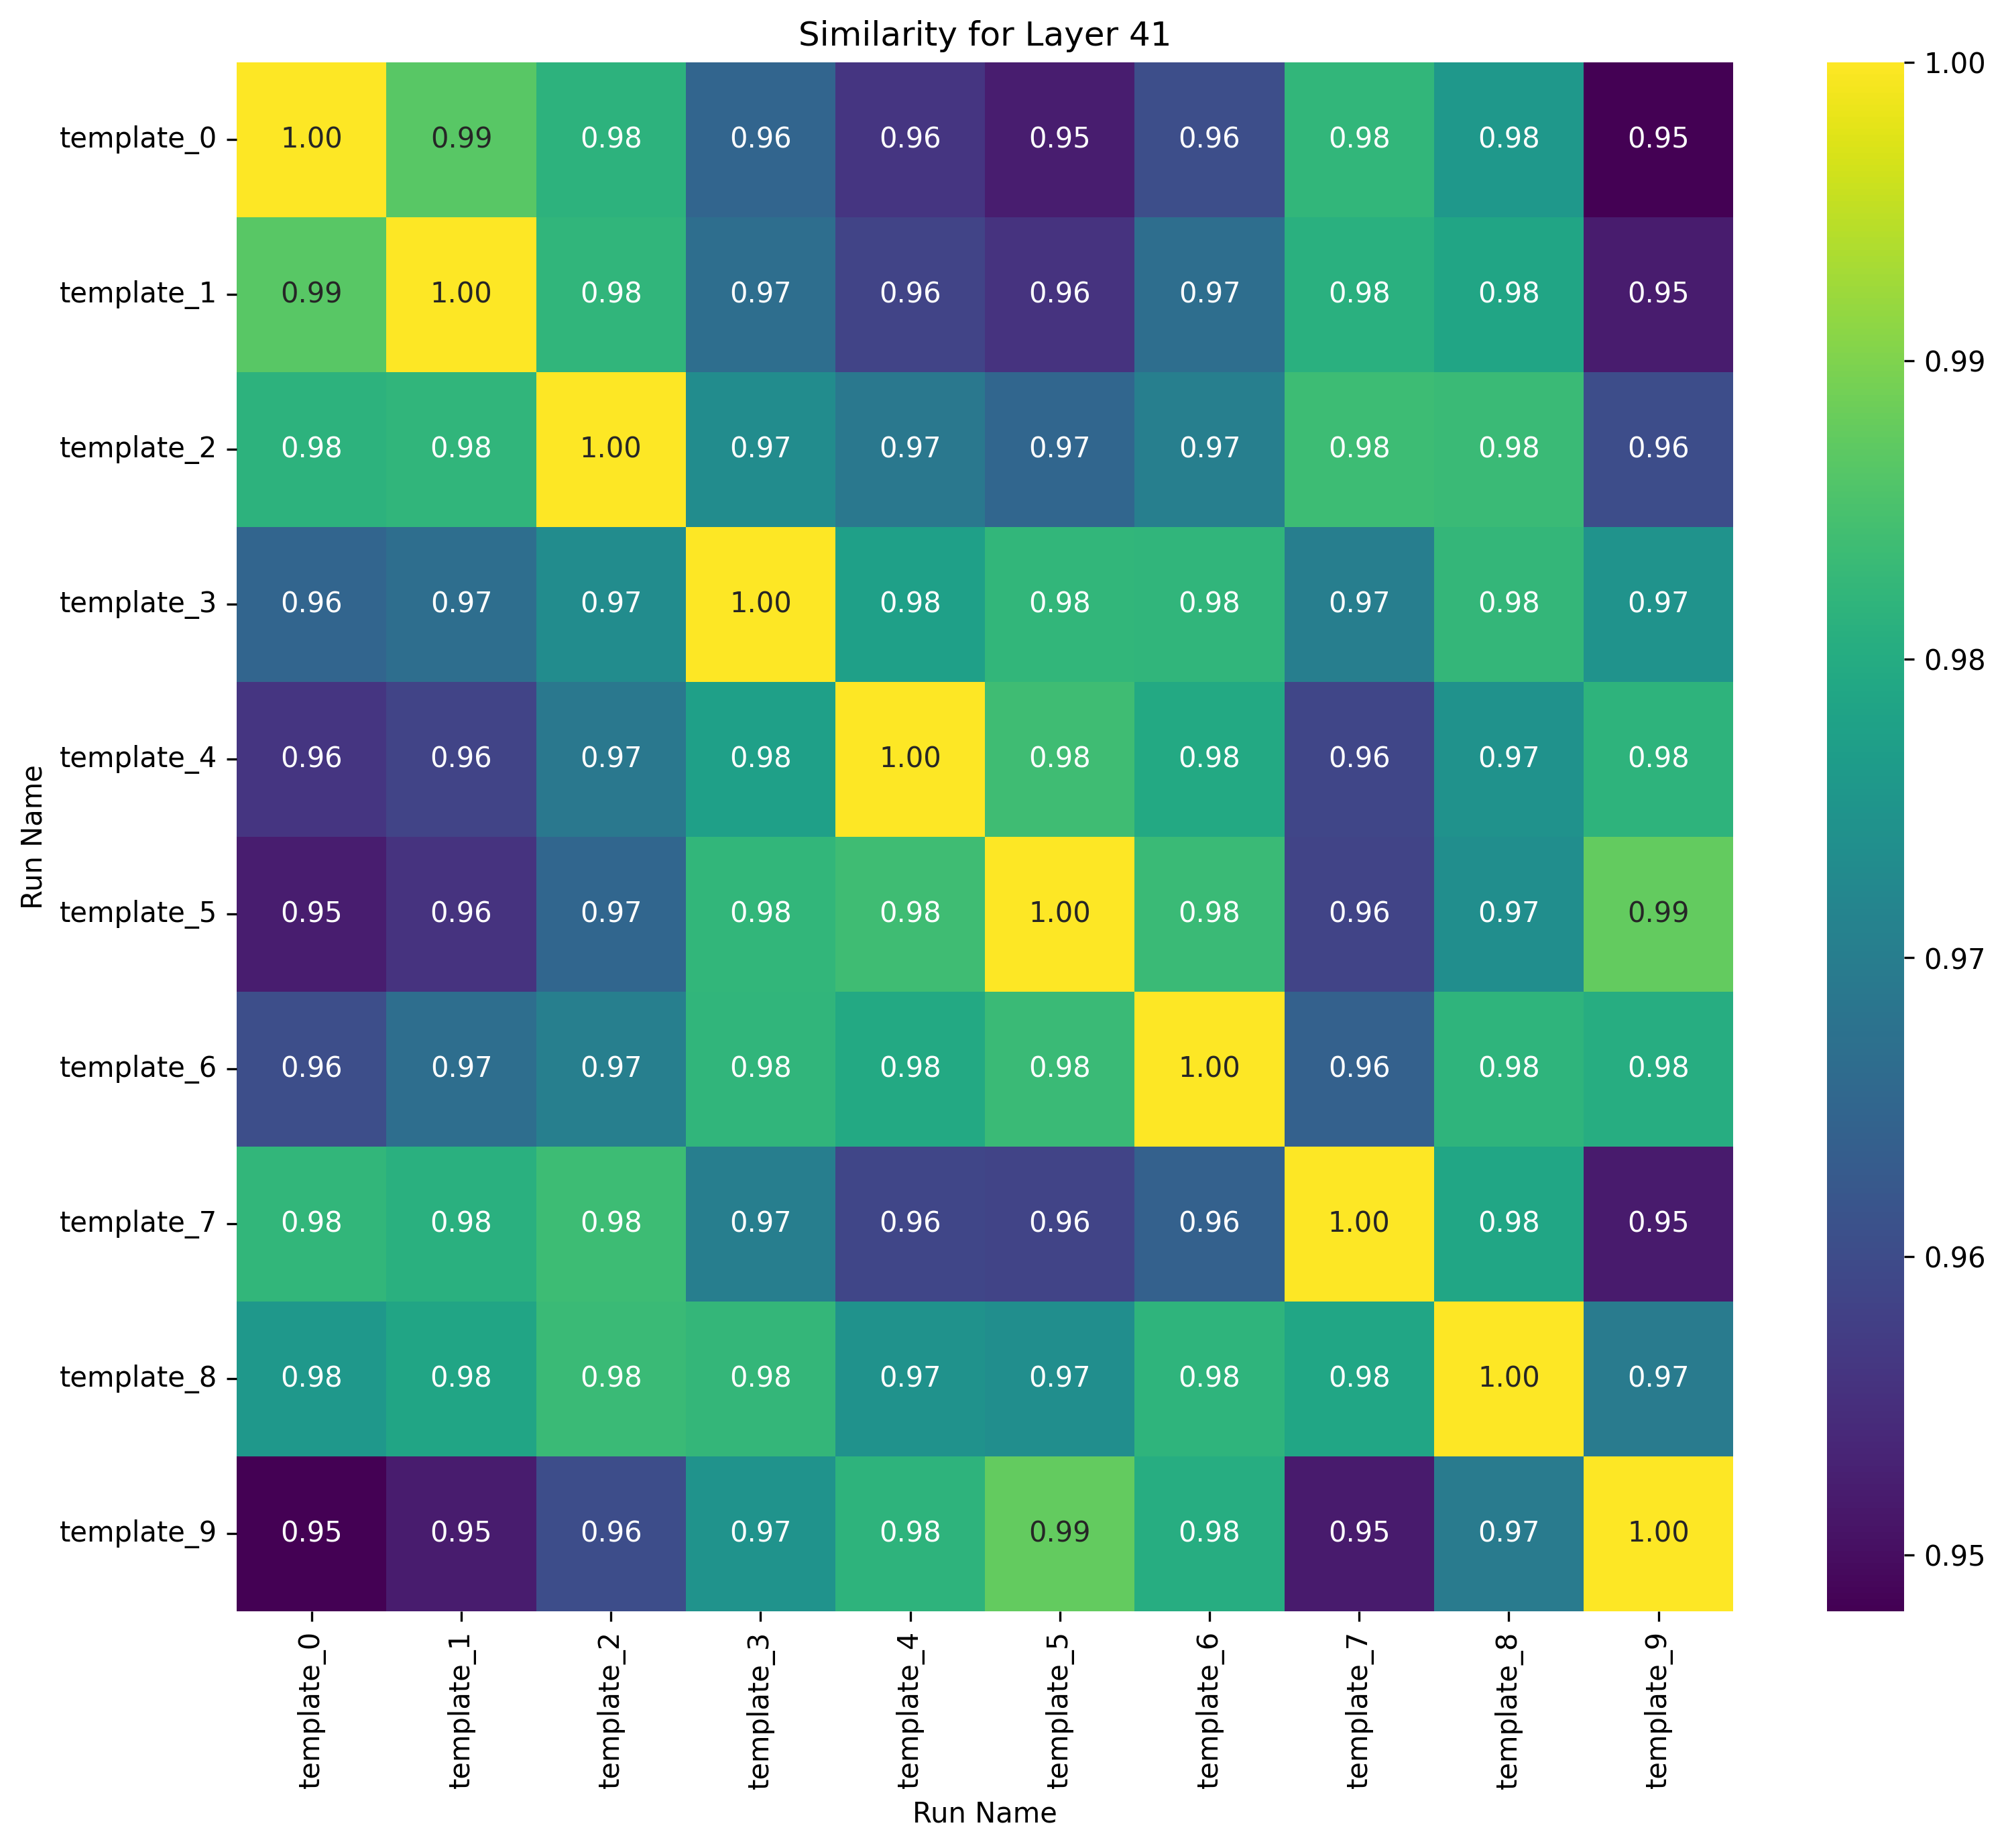 Similarity for Layer 41
template_0 1.00 0.99 0.98 0.96 0.96 0.95 0.96 0.98 0.98 0.95
template_1 0.99 1.00 0.98 0.97 0.96 0.96 0.97 0.98 0.98 0.95
template_2 0.98 0.98 1.00 0.97 0.97 0.97 0.97 0.98 0.98 0.96
template_3 0.96 0.97 0.97 1.00 0.98 0.98 0.98 0.97 0.98 0.97
template_4 0.96 0.96 0.97 0.98 1.00 0.98 0.98 0.96 0.97 0.98
template_5 0.95 0.96 0.97 0.98 0.98 1.00 0.98 0.96 0.97 0.99
template_6 0.96 0.97 0.97 0.98 0.98 0.98 1.00 0.96 0.98 0.98
template_7 0.98 0.98 0.98 0.97 0.96 0.96 0.96 1.00 0.98 0.95
template_8 0.98 0.98 0.98 0.98 0.97 0.97 0.98 0.98 1.00 0.97
template_9 0.95 0.95 0.96 0.97 0.98 0.99 0.98 0.95 0.97 1.00
template_0 template_1 template_2 template_3 template_4 template_5 template_6 template_7 template_8 template_9
Run Name
Run Name
1.00
0.99
0.98
0.97
0.96
0.95